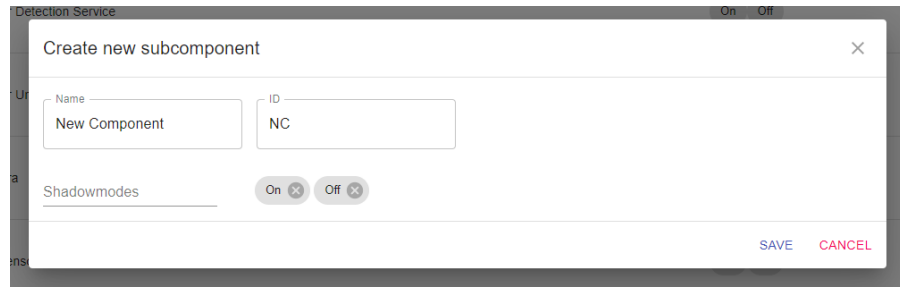 Detection Service
On Off
Create new subcomponent
Name
New Component
ID
NC
Shadowmodes
On
Off
SAVE
CANCEL